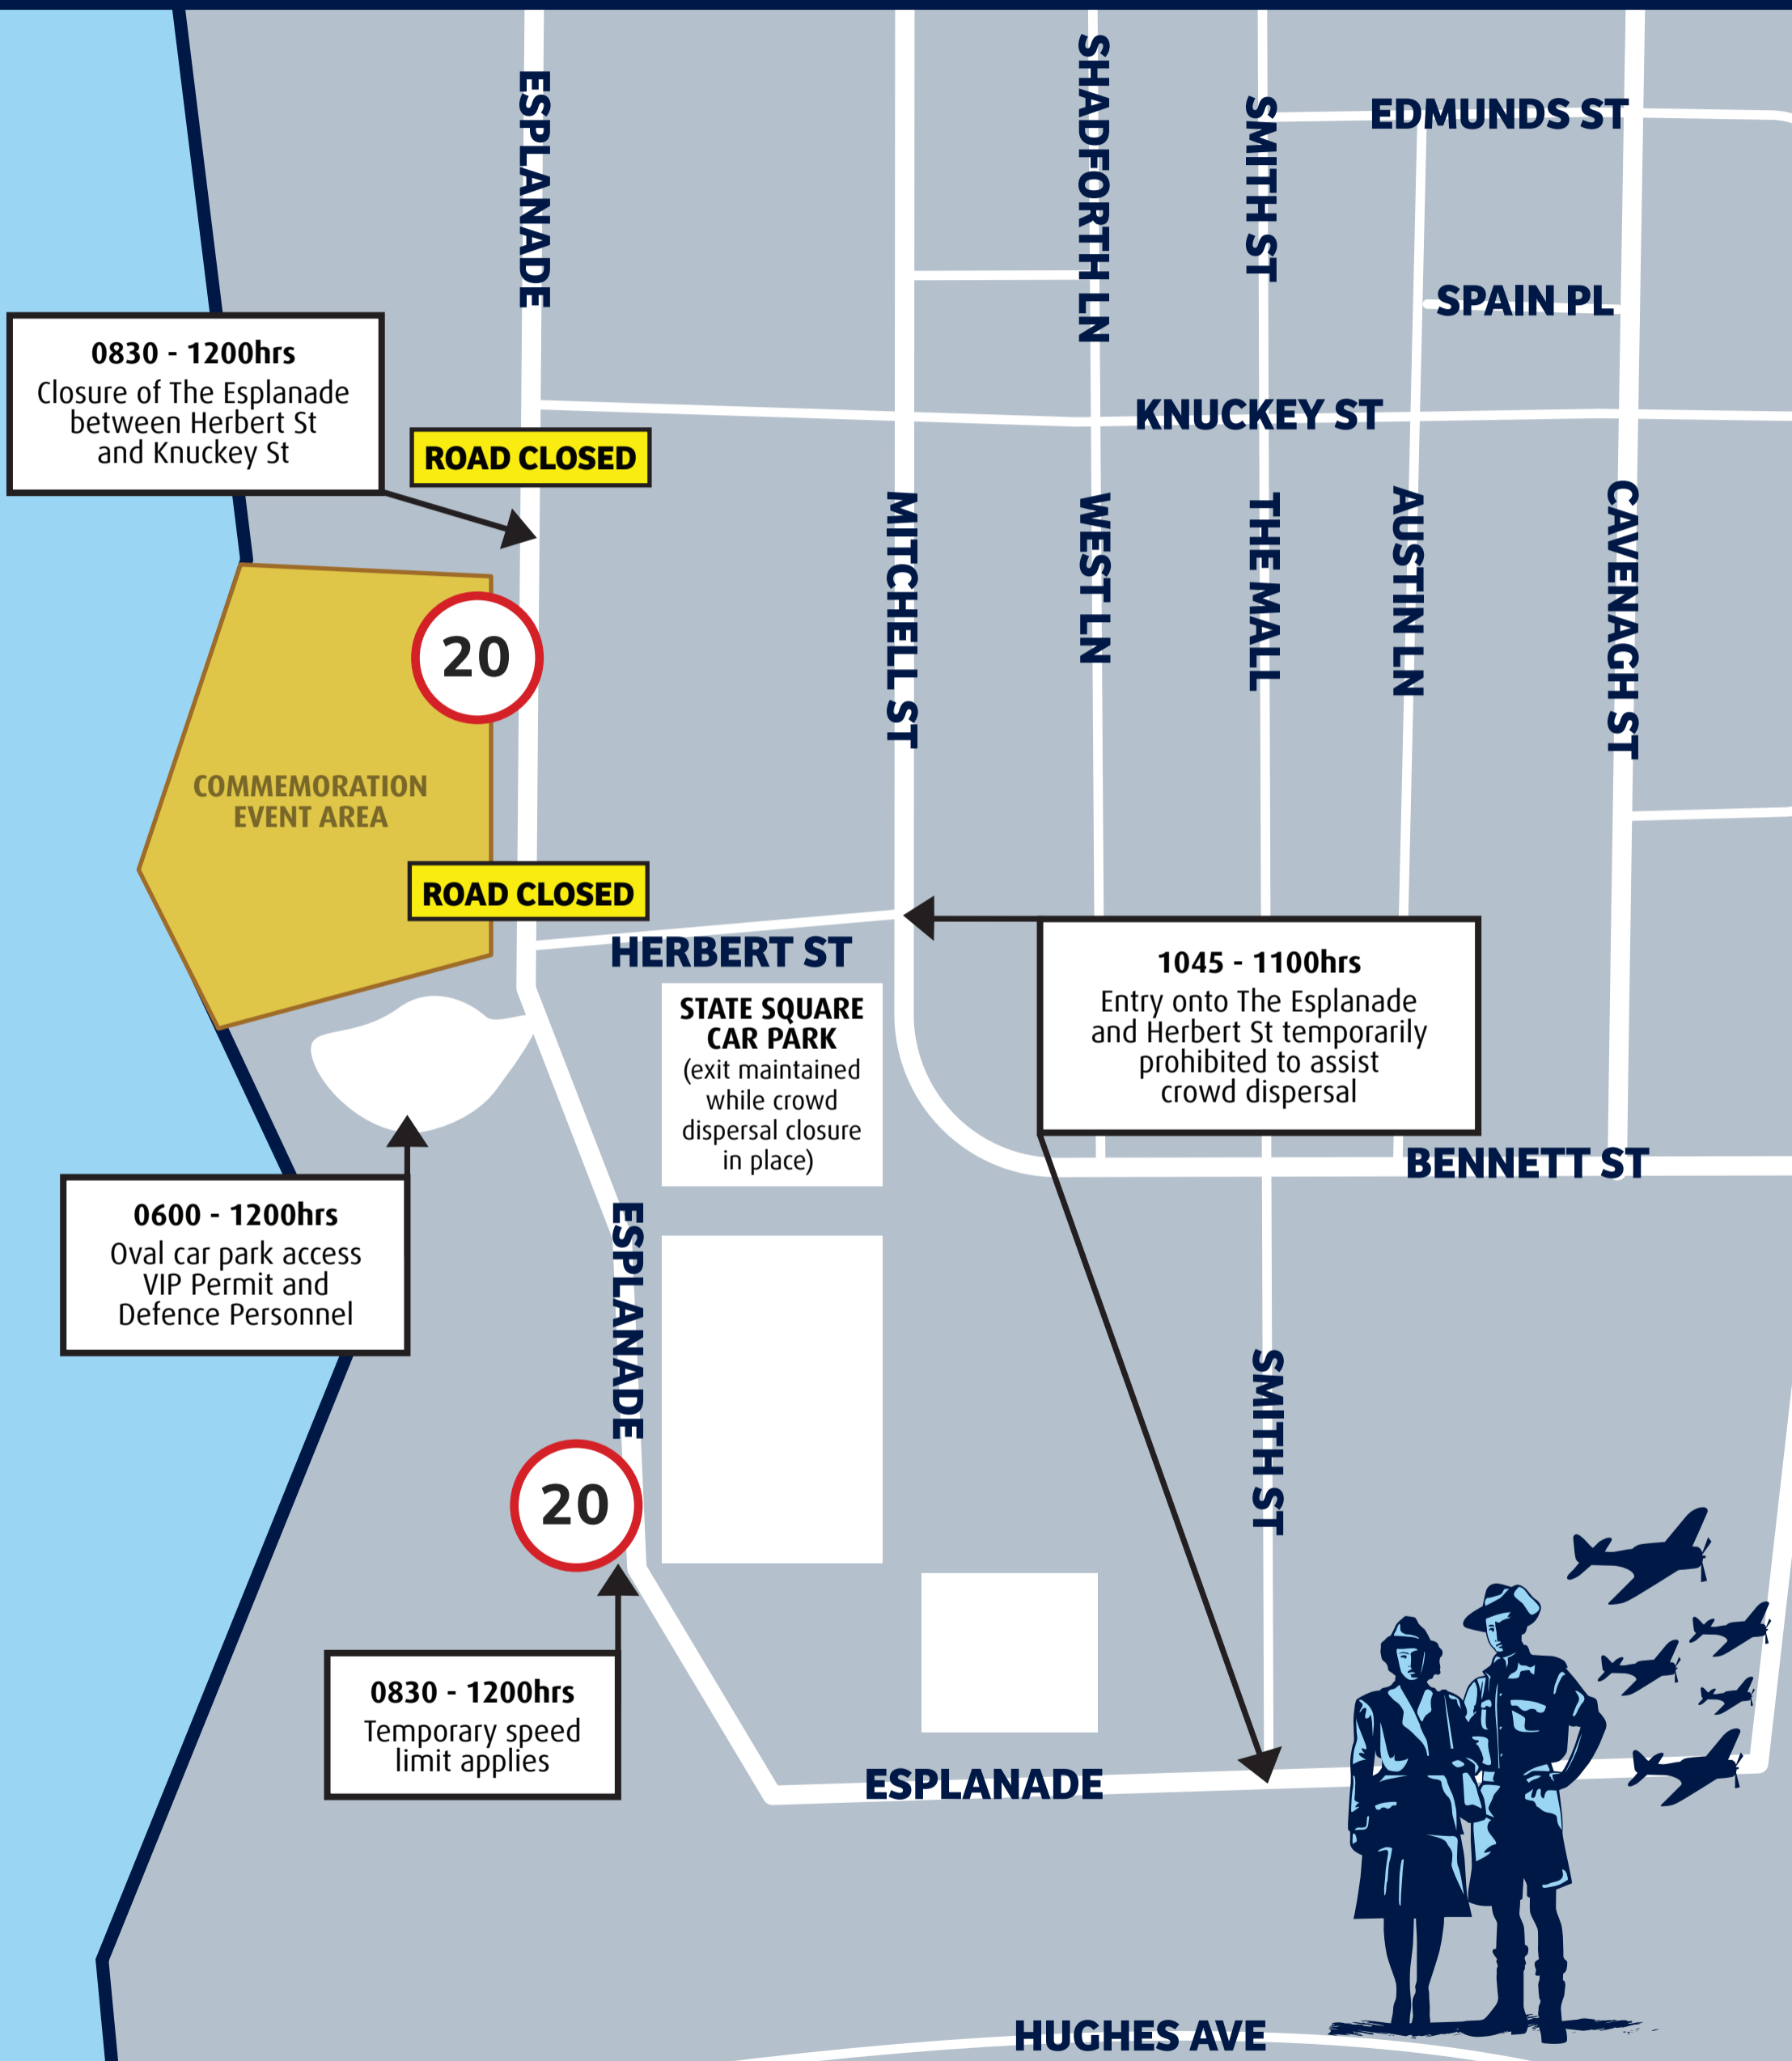 ESPLANADE
SHADFORTH LN
SMITH ST
EDMUNDS ST
SPAIN PL
0830 - 1200hrs
Closure of The Esplanade
between Herbert St
and Knuckey St
KNUCKEY ST
ROAD CLOSED
MITCHELL ST
WEST LN
THE MALL
AUSTIN LN
CAVENAGH ST
20
COMMEMORATION
EVENT AREA
ROAD CLOSED
HERBERT ST
1045 - 1100hrs
Entry onto The Esplanade
and Herbert St temporarily
prohibited to assist
crowd dispersal
STATE SQUARE
CAR PARK
(exit maintained
while crowd
dispersal closure
in place)
BENNETT ST
0600 - 1200hrs
Oval car park access
VIP Permit and
Defence Personnel
ESPLANADE
SMITH ST
20
0830 - 1200hrs
Temporary speed
limit applies
ESPLANADE
HUGHES AVE